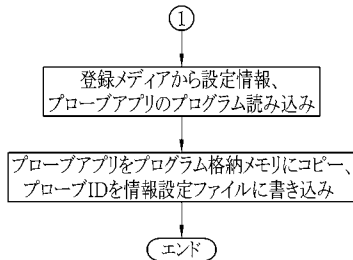 1
登録メディアから設定情報、
プローブアプリのプログラム読み込み
プローブアプリをプログラム格納メモリにコピー、
プローブIDを情報設定ファイルに書き込み
エンド